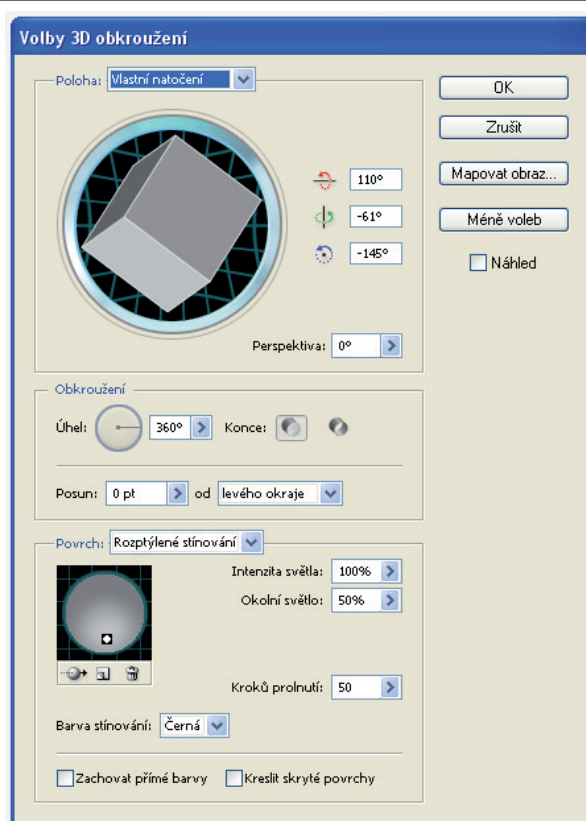 Volby 3D obkroužení
Poloha: Vlastní natočení
OK
Zrušit
Mapovat obraz...
Méně voleb
Náhled
110°
-61°
-145°
Perspektiva: 0°
Obkroužení
Úhel: 360° Konce:
Posun: 0 pt od levého okraje
Povrch: Rozptýlené stínování
Intenzita světla: 100%
Okolní světlo: 50%
Kroků prolnutí: 50
Barva stínování: Černá
Zachovat přímé barvy Kreslit skryté povrchy